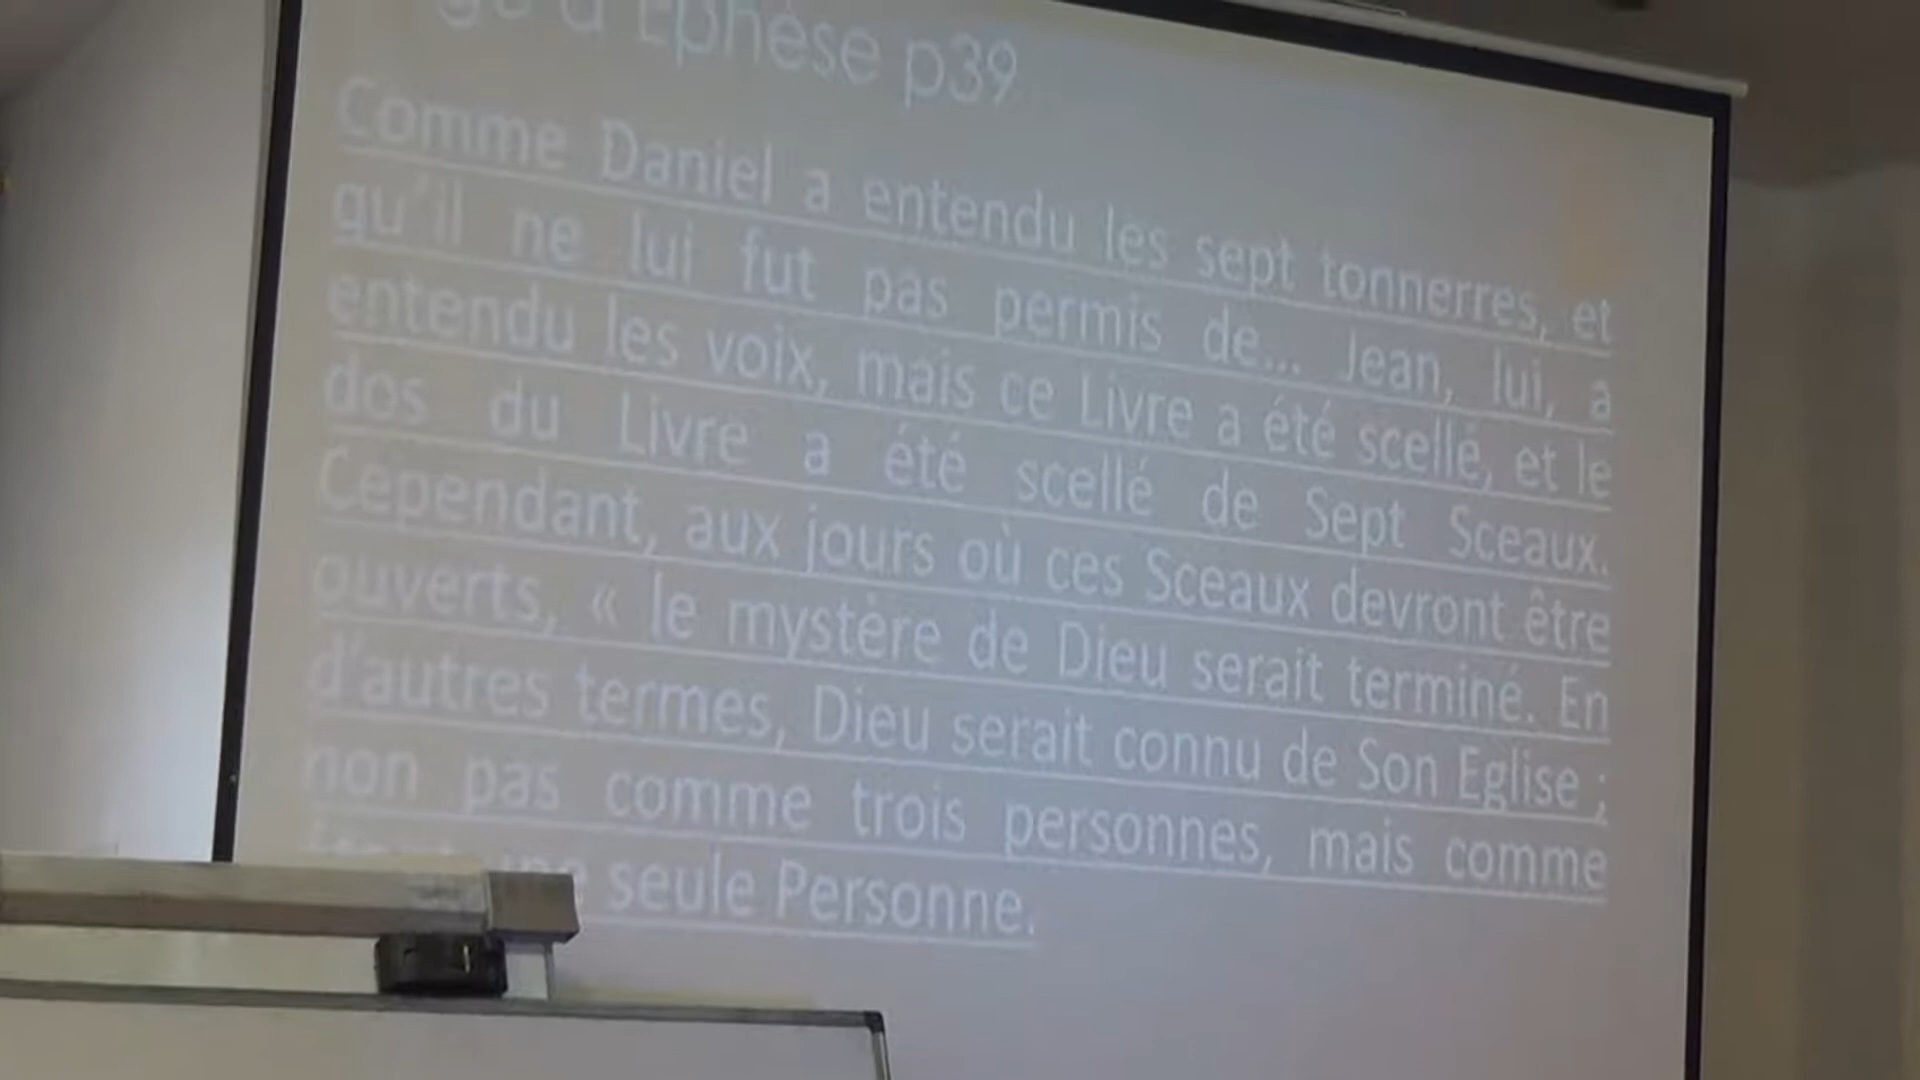 d'Ephèse p39
Comme Daniel a entendu les sept tonnerres, et
qu'il ne lui fut pas permis de... Jean, lui, a
entendu les voix, mais ce Livre a été scellé, et le
dos du Livre a été scellé de Sept Sceaux.
Cependant, aux jours où ces Sceaux devront être
ouverts, « le mystère de Dieu serait terminé. En
d'autres termes, Dieu serait connu de Son Eglise ;
non pas comme trois personnes, mais comme
seule Personne.